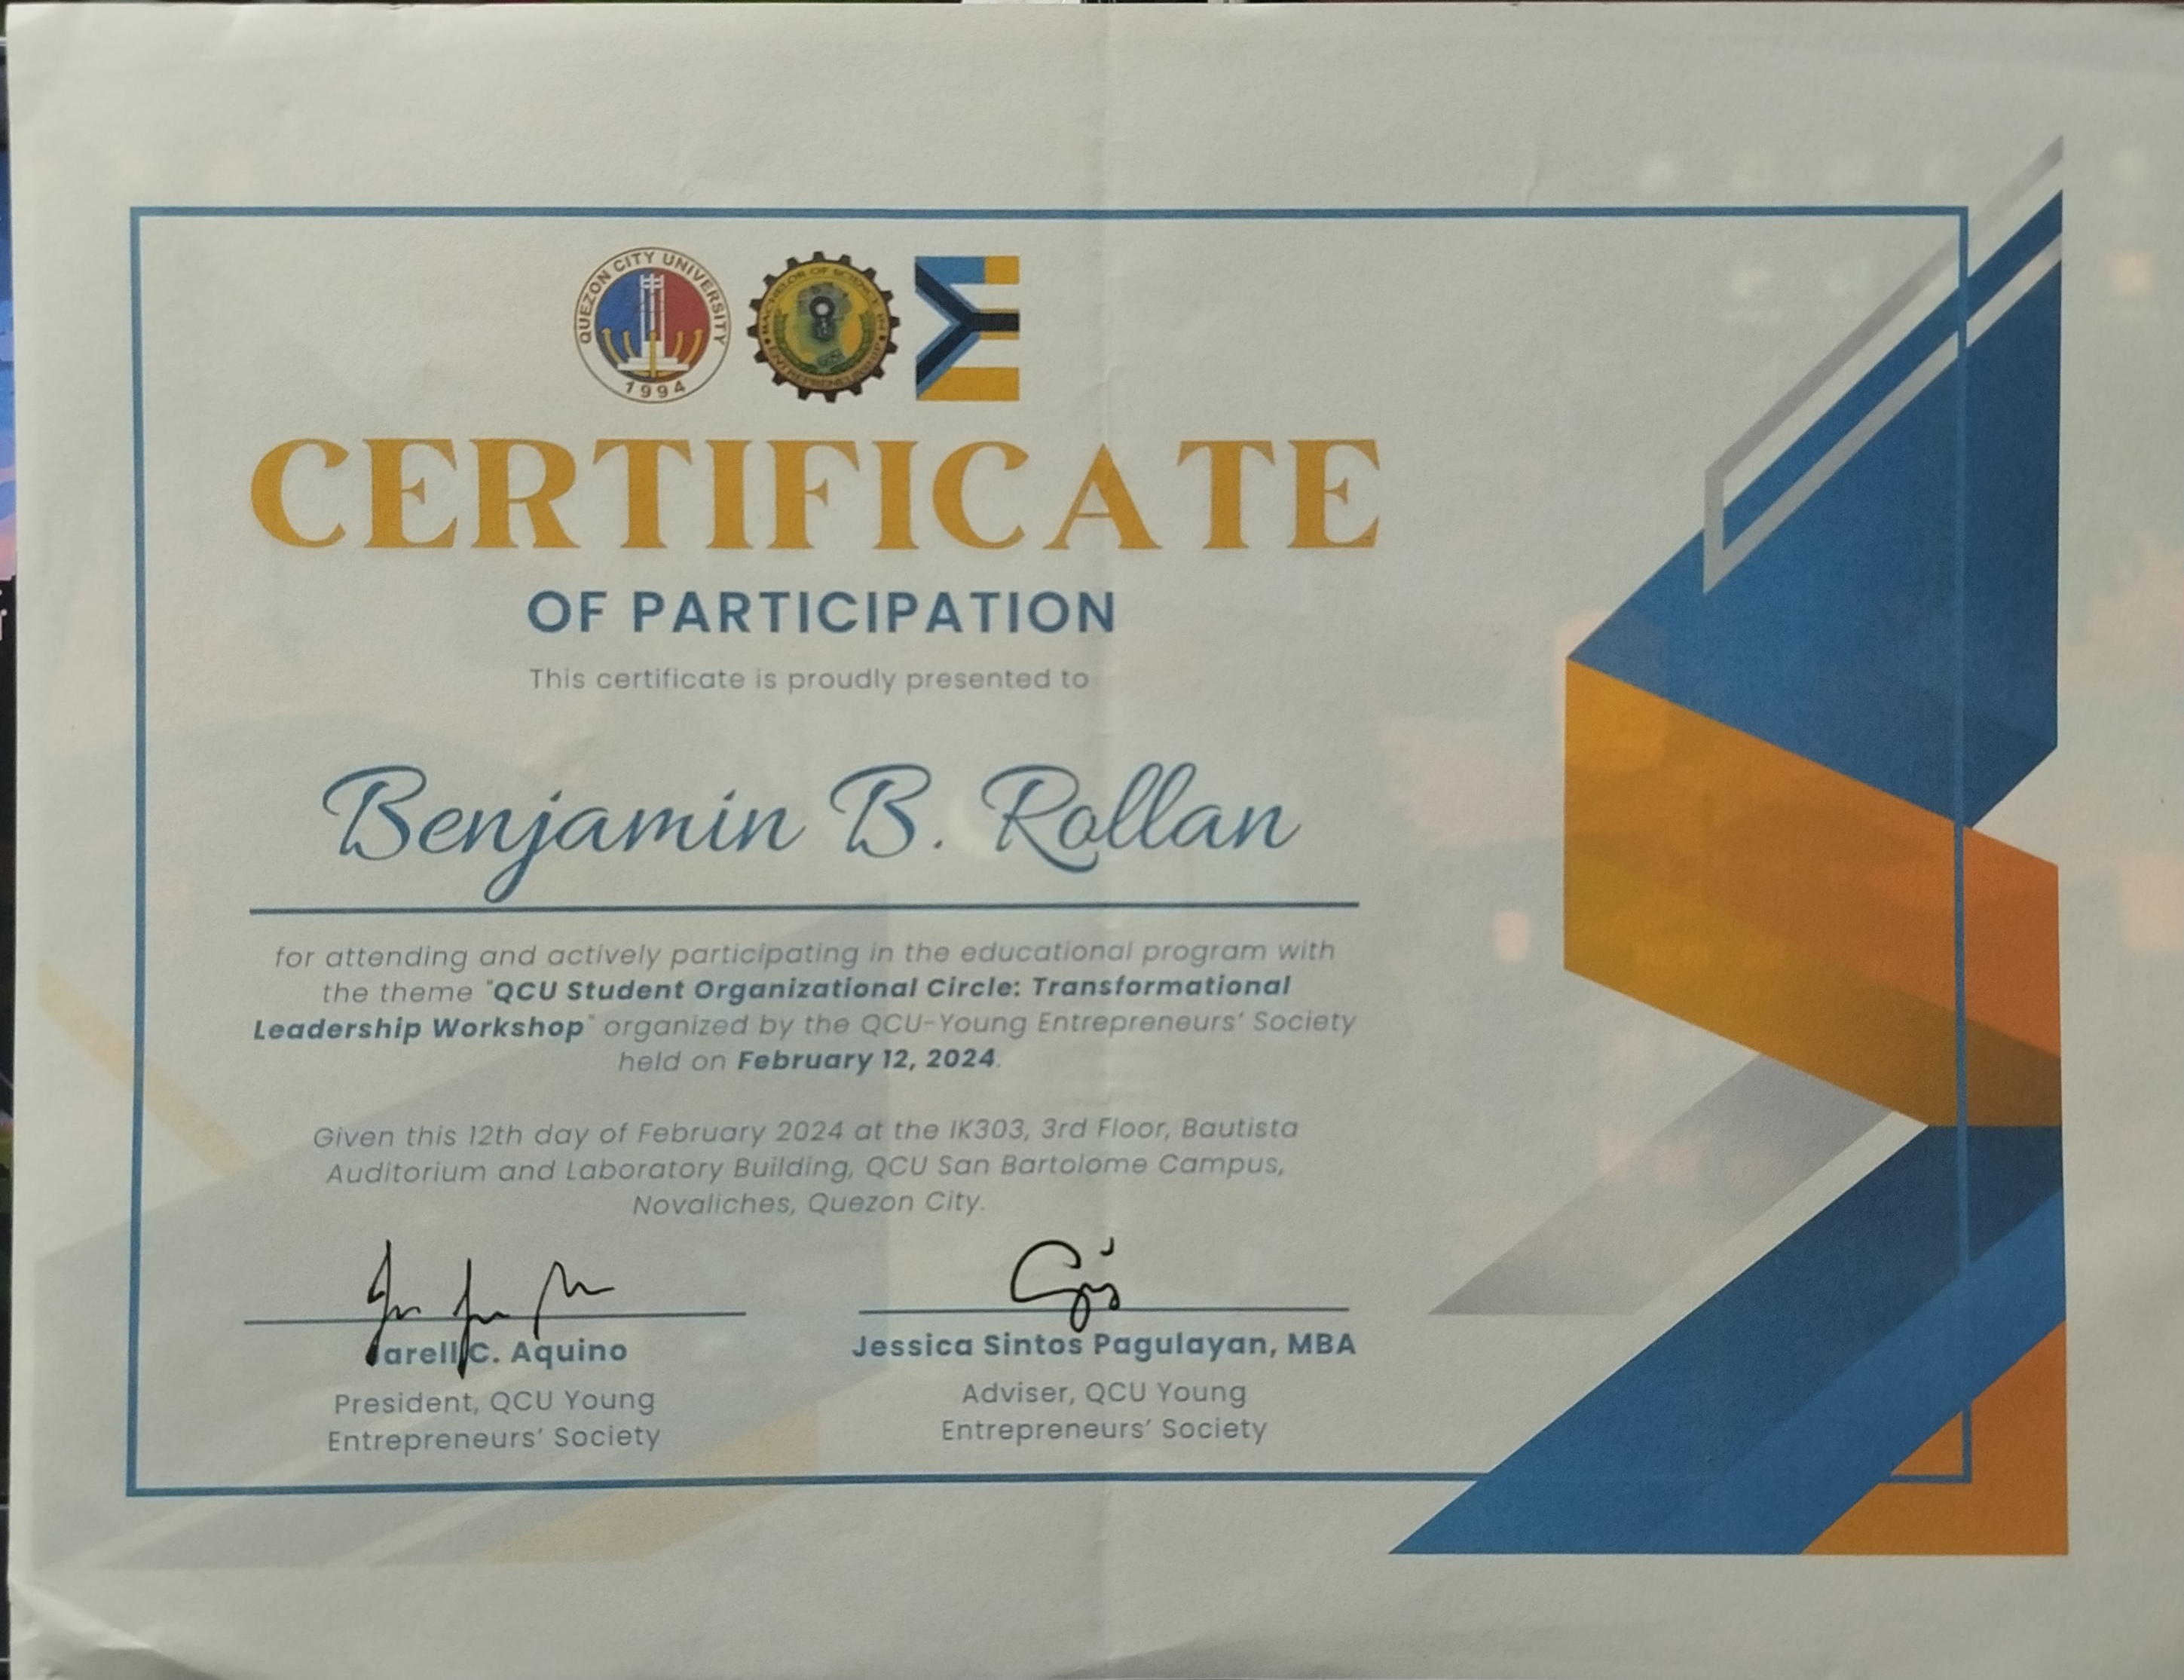 QUEZON CITY UNIVERSITY
1994
BACHELOR OF SCIENCE IN
ENTREPRENEURSHIP
CERTIFICATE
OF PARTICIPATION
This certificate is proudly presented to
Benjamin B. Rollan
for attending and actively participating in the educational program with
the theme "QCU Student Organizational Circle: Transformational
Leadership Workshop" organized by the QCU-Young Entrepreneurs' Society
held on February 12, 2024.
Given this 12th day of February 2024 at the IK303, 3rd Floor, Bautista
Auditorium and Laboratory Building, QCU San Bartolome Campus,
Novaliches, Quezon City.
C. Aquino
President, QCU Young
Entrepreneurs' Society
Jessica Sintos Pagulayan, MBA
Adviser, QCU Young
Entrepreneurs' Society